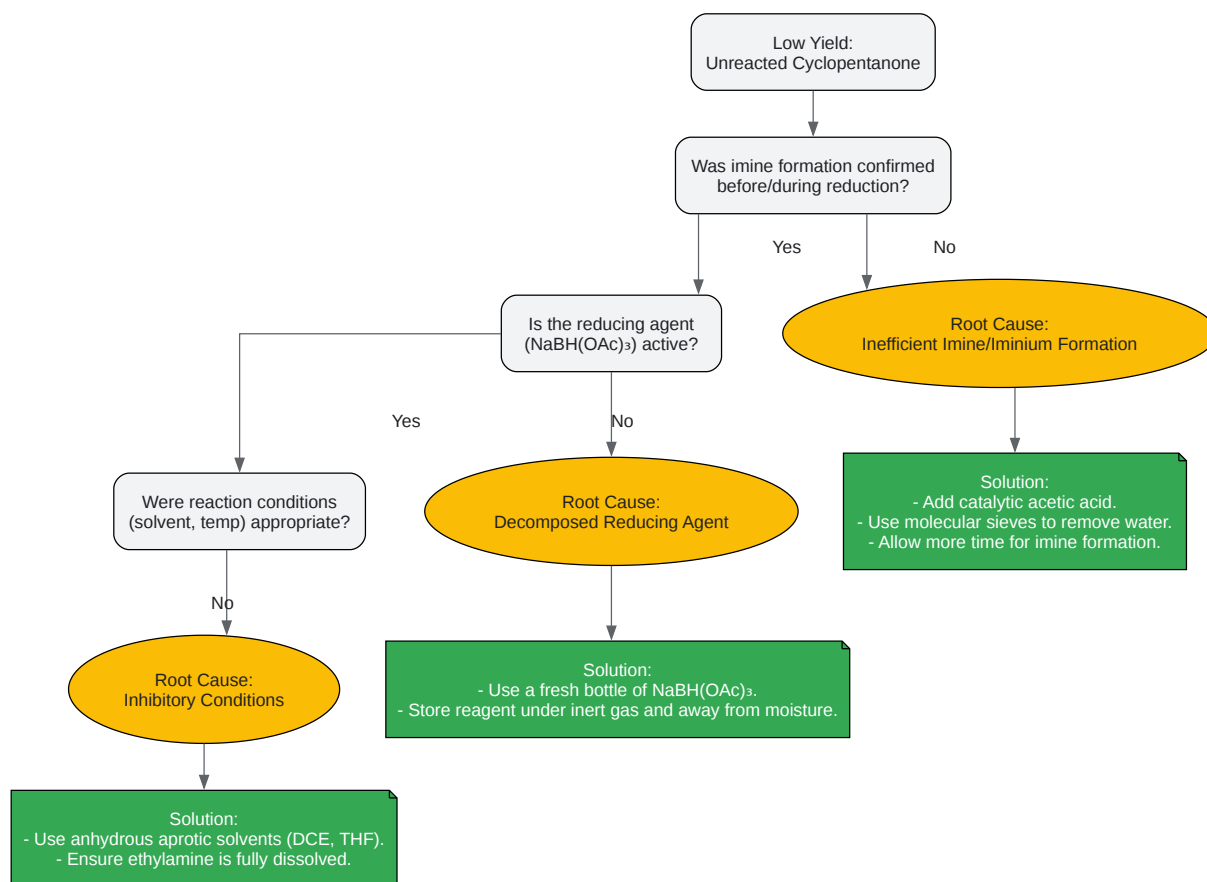 Low Yield:
Unreacted Cyclopentanone
Was imine formation confirmed
before/during reduction?
Yes
No
Is the reducing agent
(NaBH(OAc)₃) active?
Root Cause:
Inefficient Imine/Iminium Formation
Yes
No
Solution:
- Add catalytic acetic acid.
- Use molecular sieves to remove water.
- Allow more time for imine formation.
Were reaction conditions
(solvent, temp) appropriate?
Root Cause:
Decomposed Reducing Agent
No
Root Cause:
Inhibitory Conditions
Solution:
- Use a fresh bottle of NaBH(OAc)₃.
- Store reagent under inert gas and away from moisture.
Solution:
- Use anhydrous aprotic solvents (DCE, THF).
- Ensure ethylamine is fully dissolved.